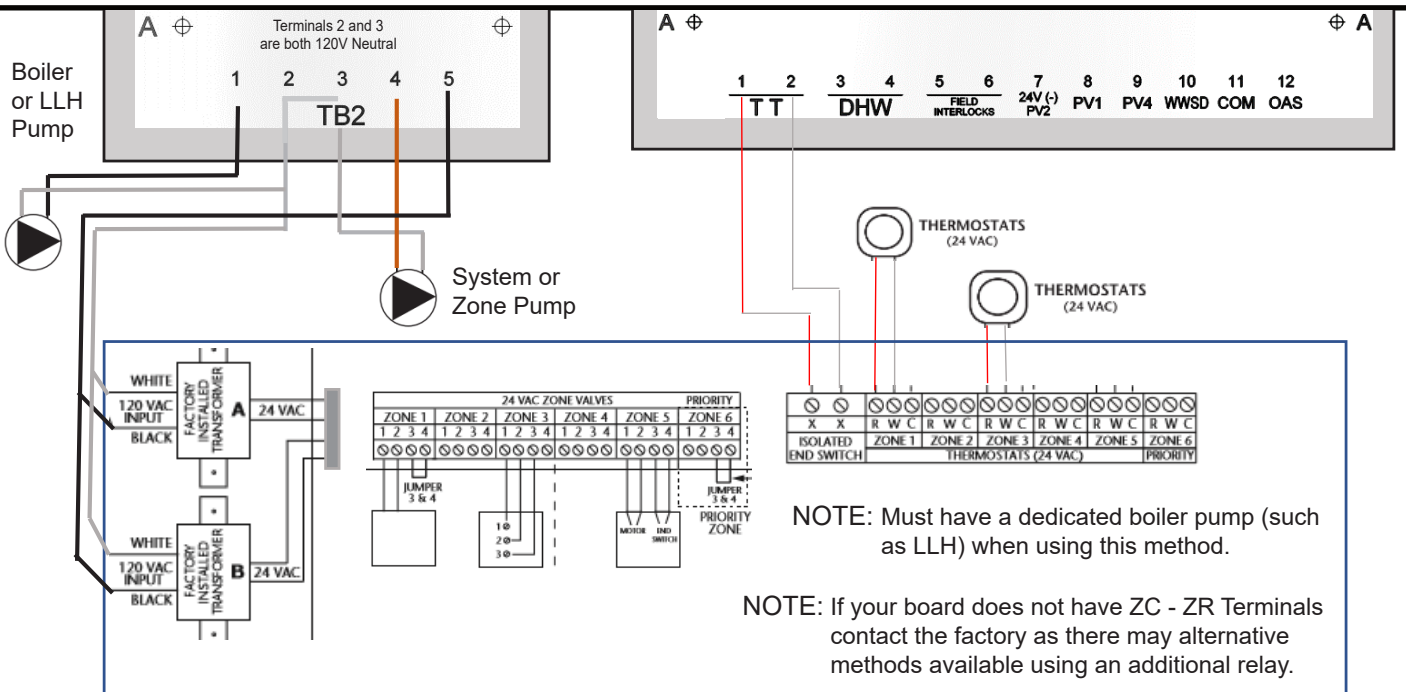 A
Terminals 2 and 3
are both 120V Neutral
1 2 3 4 5
TB2
Boiler
or LLH
Pump
System or
Zone Pump
A A
1 2 3 4 5 6 7 8 9 10 11 12
T T DHW FIELD INTERLOCKS 24V (-) PV2 PV1 PV4 WWSD COM OAS
THERMOSTATS
(24 VAC)
THERMOSTATS
(24 VAC)
WHITE
120 VAC
INPUT
BLACK
FACTORY
INSTALLED
TRANSFORMER
A
24 VAC
WHITE
120 VAC
INPUT
BLACK
FACTORY
INSTALLED
TRANSFORMER
B
24 VAC
24 VAC ZONE VALVES PRIORITY
ZONE 1 ZONE 2 ZONE 3 ZONE 4 ZONE 5 ZONE 6
1 2 3 4 1 2 3 4 1 2 3 4 1 2 3 4 1 2 3 4 1 2 3 4
JUMPER
3 & 4
1
2
3
MOTOR END
SWITCH
JUMPER
3 & 4
PRIORITY
ZONE
X X R W C R W C R W C R W C R W C R W C
ISOLATED
END SWITCH
ZONE 1 ZONE 2 ZONE 3 ZONE 4 ZONE 5 ZONE 6
THERMOSTATS (24 VAC) PRIORITY
NOTE: Must have a dedicated boiler pump (such
as LLH) when using this method.
NOTE: If your board does not have ZC - ZR Terminals
contact the factory as there may alternative
methods available using an additional relay.